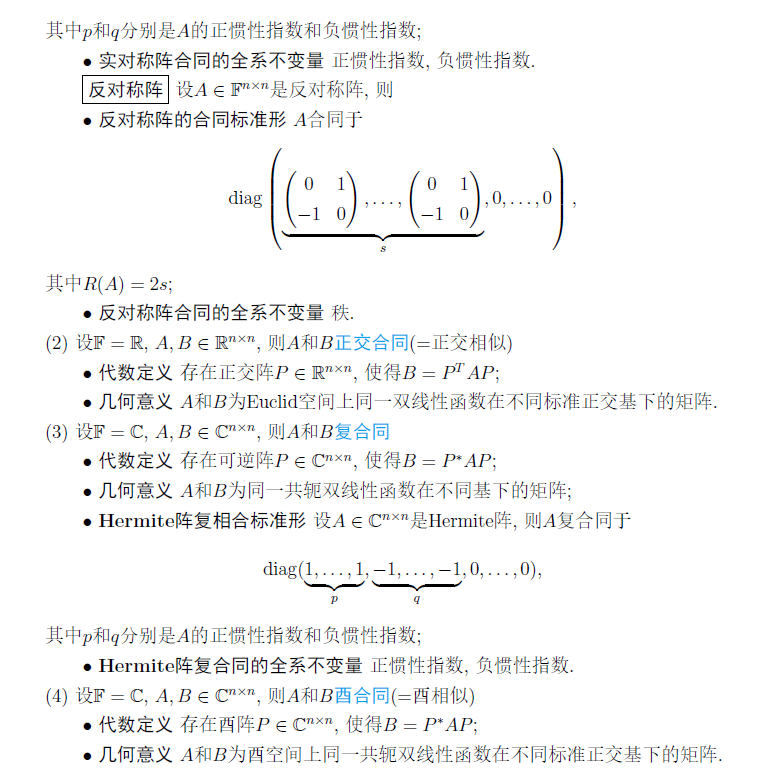 其中p和q分别是A的正惯性指数和负惯性指数;
• 实对称阵合同的全系不变量 正惯性指数, 负惯性指数.
反对称阵 设A ∈ 𝔽ⁿˣⁿ是反对称阵, 则
• 反对称阵的合同标准形 A合同于
diag ( ( 0 1 ; −1 0 ), . . . , ( 0 1 ; −1 0 ), 0, . . . , 0 ),
s
其中R(A) = 2s;
• 反对称阵合同的全系不变量 秩.
(2) 设𝔽 = ℝ, A, B ∈ ℝⁿˣⁿ, 则A和B正交合同(=正交相似)
• 代数定义 存在正交阵P ∈ ℝⁿˣⁿ, 使得B = PᵀAP;
• 几何意义 A和B为Euclid空间上同一双线性函数在不同标准正交基下的矩阵.
(3) 设𝔽 = ℂ, A, B ∈ ℂⁿˣⁿ, 则A和B复合同
• 代数定义 存在可逆阵P ∈ ℂⁿˣⁿ, 使得B = P*AP;
• 几何意义 A和B为同一共轭双线性函数在不同基下的矩阵;
• Hermite阵复相合标准形 设A ∈ ℂⁿˣⁿ是Hermite阵, 则A复合同于
diag(1, . . . , 1, −1, . . . , −1, 0, . . . , 0),
p q
其中p和q分别是A的正惯性指数和负惯性指数;
• Hermite阵复合同的全系不变量 正惯性指数, 负惯性指数.
(4) 设𝔽 = ℂ, A, B ∈ ℂⁿˣⁿ, 则A和B酉合同(=酉相似)
• 代数定义 存在酉阵P ∈ ℂⁿˣⁿ, 使得B = P*AP;
• 几何意义 A和B为酉空间上同一共轭双线性函数在不同标准正交基下的矩阵.